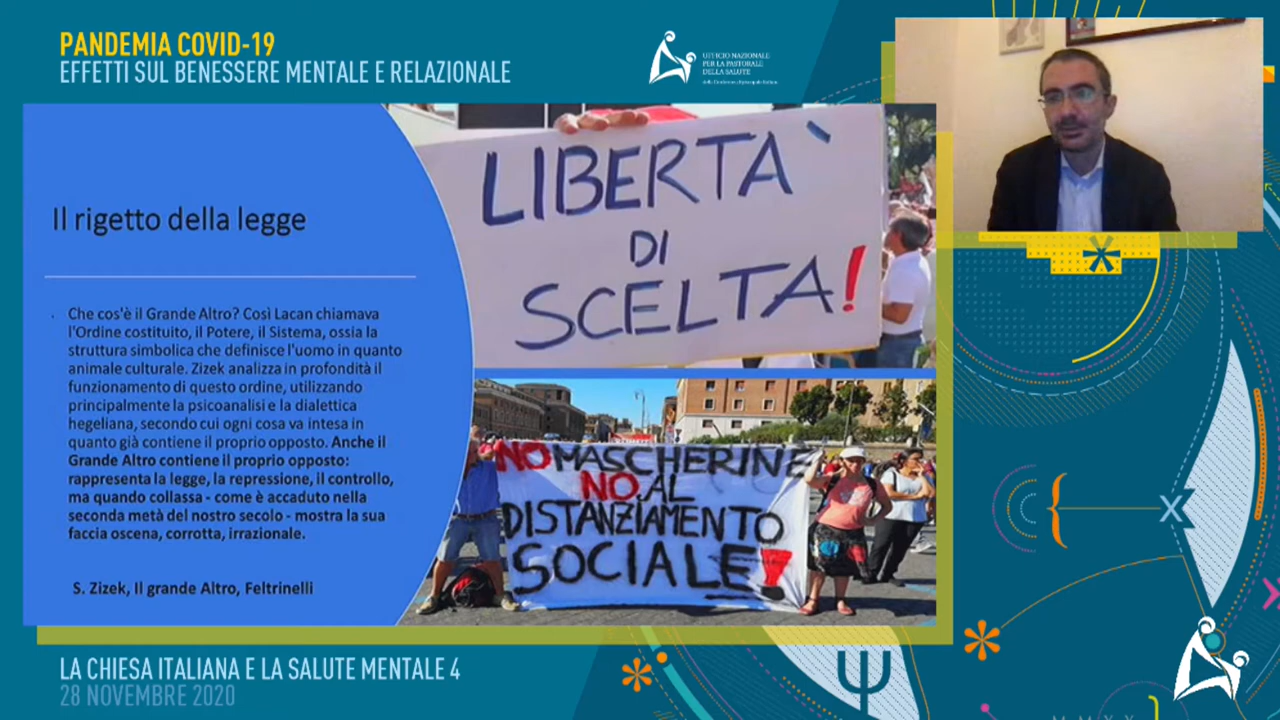 PANDEMIA COVID-19
EFFETTI SUL BENESSERE MENTALE E RELAZIONALE
UFFICIO NAZIONALE
PER LA PASTORALE
DELLA SALUTE
della Conferenza Episcopale Italiana
Il rigetto della legge
Che cos'è il Grande Altro? Così Lacan chiamava
l'Ordine costituito, il Potere, il Sistema, ossia la
struttura simbolica che definisce l'uomo in quanto
animale culturale. Zizek analizza in profondità il
funzionamento di questo ordine, utilizzando
principalmente la psicoanalisi e la dialettica
hegeliana, secondo cui ogni cosa va intesa in
quanto già contiene il proprio opposto. Anche il
Grande Altro contiene il proprio opposto:
rappresenta la legge, la repressione, il controllo,
ma quando collassa - come è accaduto nella
seconda metà del nostro secolo - mostra la sua
faccia oscena, corrotta, irrazionale.
S. Zizek, Il grande Altro, Feltrinelli
LIBERTA`
DI
SCELTA!
NO MASCHERINE
NO AL
DISTANZIAMENTO
SOCIALE!
LA CHIESA ITALIANA E LA SALUTE MENTALE 4
28 NOVEMBRE 2020
Ψ
X